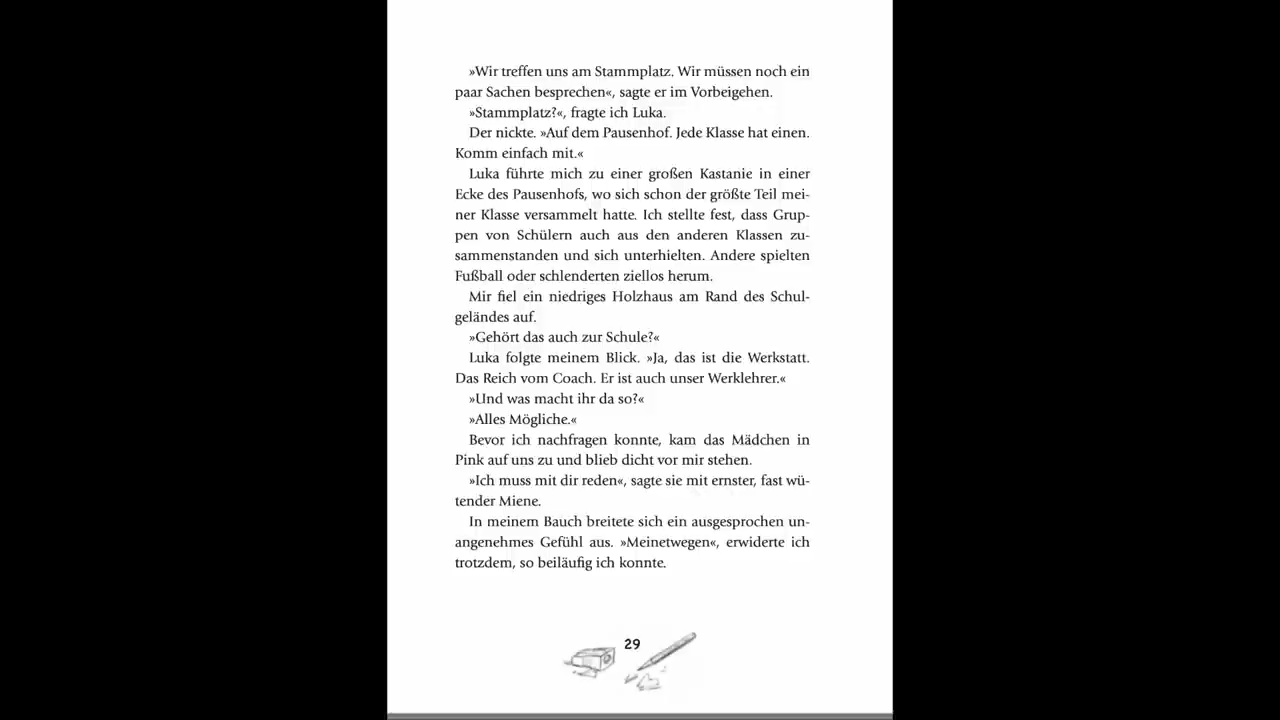 »Wir treffen uns am Stammplatz. Wir müssen noch ein
paar Sachen besprechen«, sagte er im Vorbeigehen.
»Stammplatz?«, fragte ich Luka.
Der nickte. »Auf dem Pausenhof. Jede Klasse hat einen.
Komm einfach mit.«
Luka führte mich zu einer großen Kastanie in einer
Ecke des Pausenhofs, wo sich schon der größte Teil mei-
ner Klasse versammelt hatte. Ich stellte fest, dass Grup-
pen von Schülern auch aus den anderen Klassen zu-
sammenstanden und sich unterhielten. Andere spielten
Fußball oder schlenderten ziellos herum.
Mir fiel ein niedriges Holzhaus am Rand des Schul-
geländes auf.
»Gehört das auch zur Schule?«
Luka folgte meinem Blick. »Ja, das ist die Werkstatt.
Das Reich vom Coach. Er ist auch unser Werklehrer.«
»Und was macht ihr da so?«
»Alles Mögliche.«
Bevor ich nachfragen konnte, kam das Mädchen in
Pink auf uns zu und blieb dicht vor mir stehen.
»Ich muss mit dir reden«, sagte sie mit ernster, fast wü-
tender Miene.
In meinem Bauch breitete sich ein ausgesprochen un-
angenehmes Gefühl aus. »Meinetwegen«, erwiderte ich
trotzdem, so beiläufig ich konnte.
29